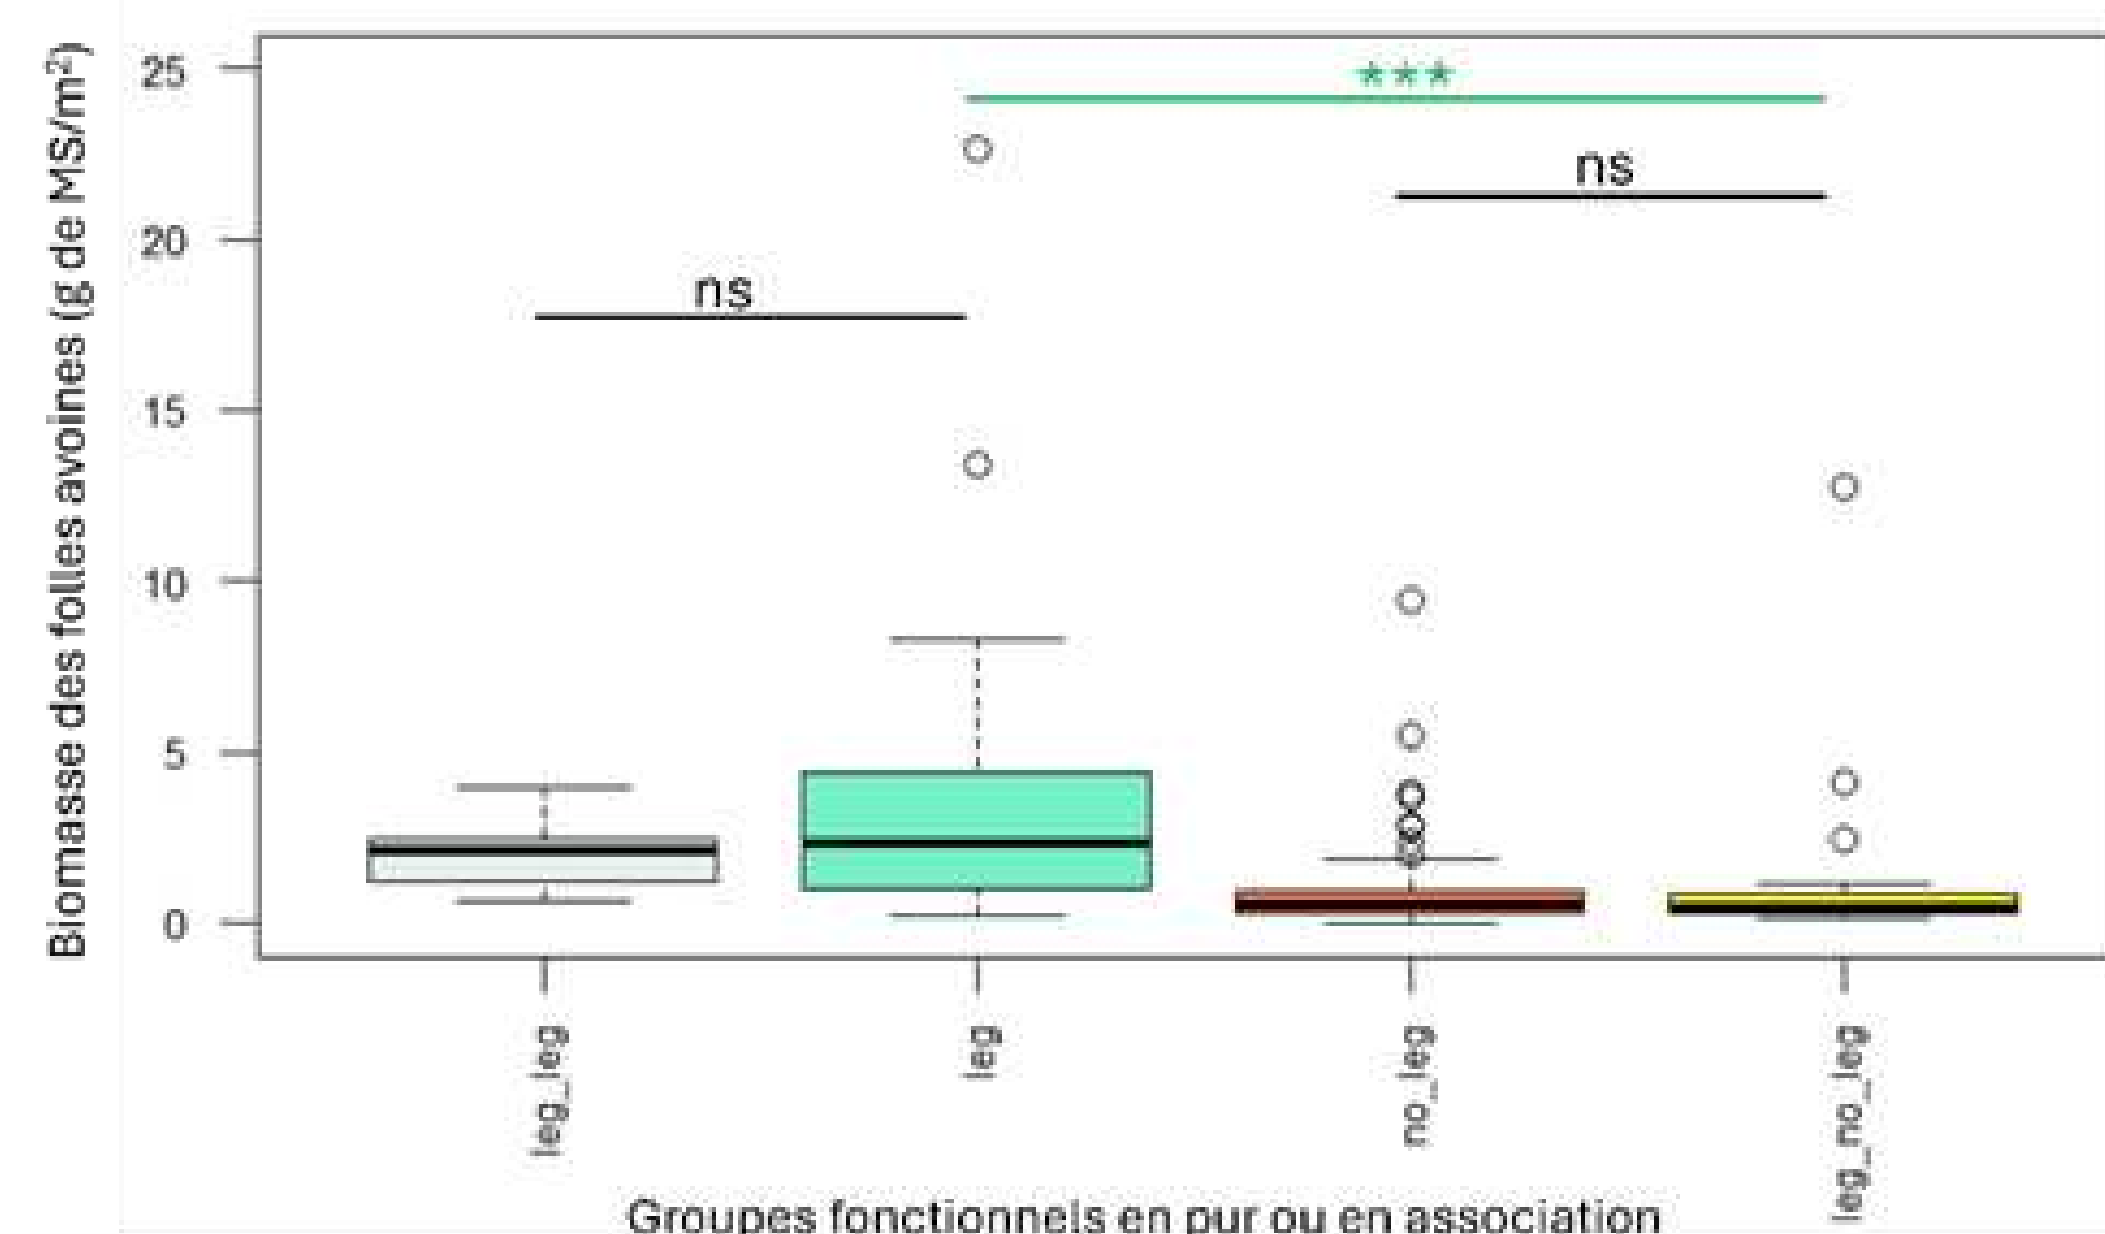 Biomasse des folles avoines (g de MS/m²)
25
20
15
10
5
0
***
ns
ns
leg_leg
leg
no_leg
leg_no_leg
Groupes fonctionnels en pur ou en association